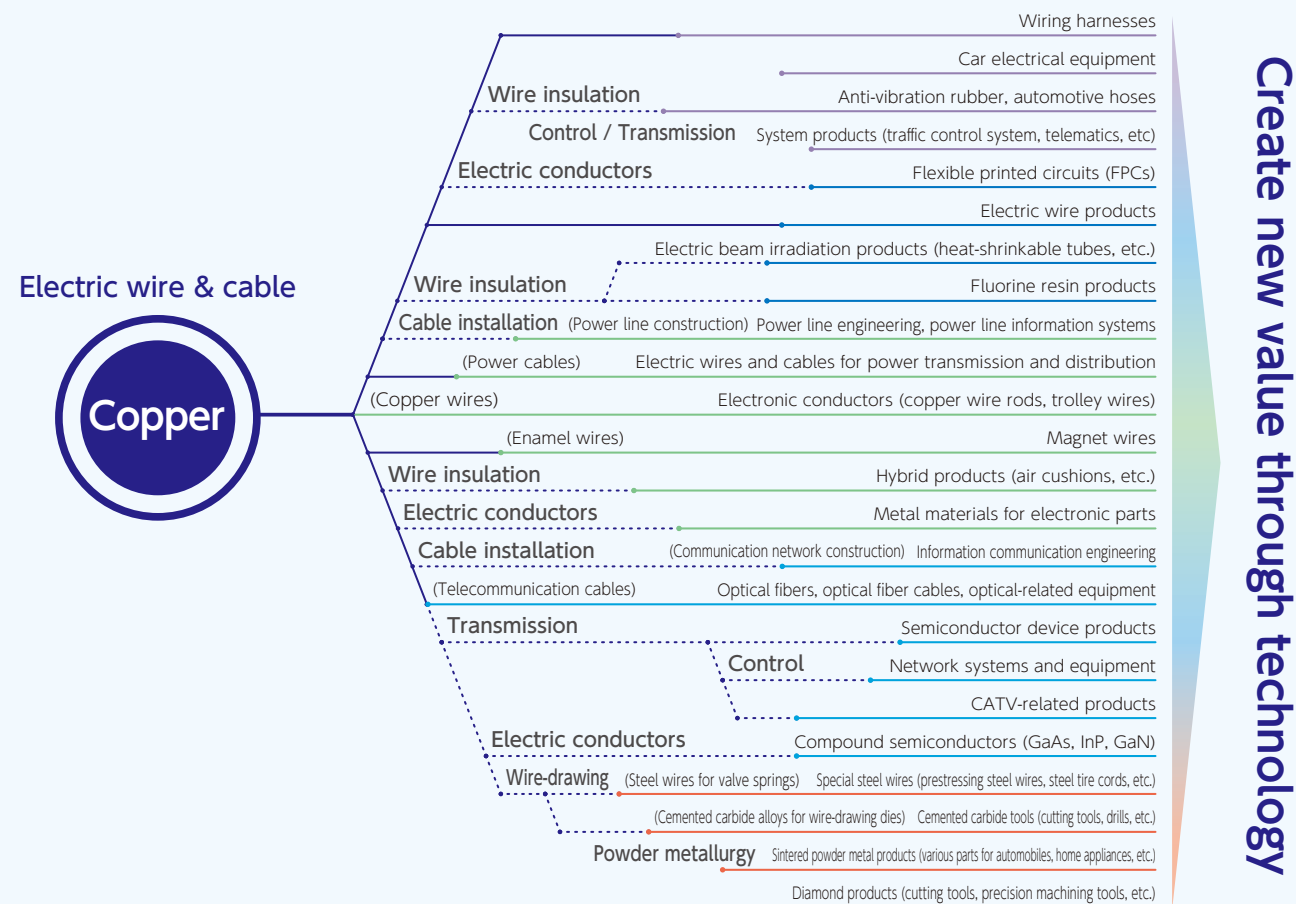 Wiring harnesses
Car electrical equipment
Wire insulation Anti-vibration rubber, automotive hoses
Control / Transmission System products (traffic control system, telematics, etc)
Electric conductors Flexible printed circuits (FPCs)
Electric wire products
Electric beam irradiation products (heat-shrinkable tubes, etc.)
Electric wire & cable
Wire insulation Fluorine resin products
Cable installation (Power line construction) Power line engineering, power line information systems
(Power cables) Electric wires and cables for power transmission and distribution
Copper
(Copper wires) Electronic conductors (copper wire rods, trolley wires)
(Enamel wires) Magnet wires
Wire insulation Hybrid products (air cushions, etc.)
Electric conductors Metal materials for electronic parts
Cable installation (Communication network construction) Information communication engineering
(Telecommunication cables) Optical fibers, optical fiber cables, optical-related equipment
Transmission Semiconductor device products
Control Network systems and equipment
CATV-related products
Electric conductors Compound semiconductors (GaAs, InP, GaN)
Wire-drawing (Steel wires for valve springs) Special steel wires (prestressing steel wires, steel tire cords, etc.)
(Cemented carbide alloys for wire-drawing dies) Cemented carbide tools (cutting tools, drills, etc.)
Powder metallurgy Sintered powder metal products (various parts for automobiles, home appliances, etc.)
Diamond products (cutting tools, precision machining tools, etc.)
Create new value through technology